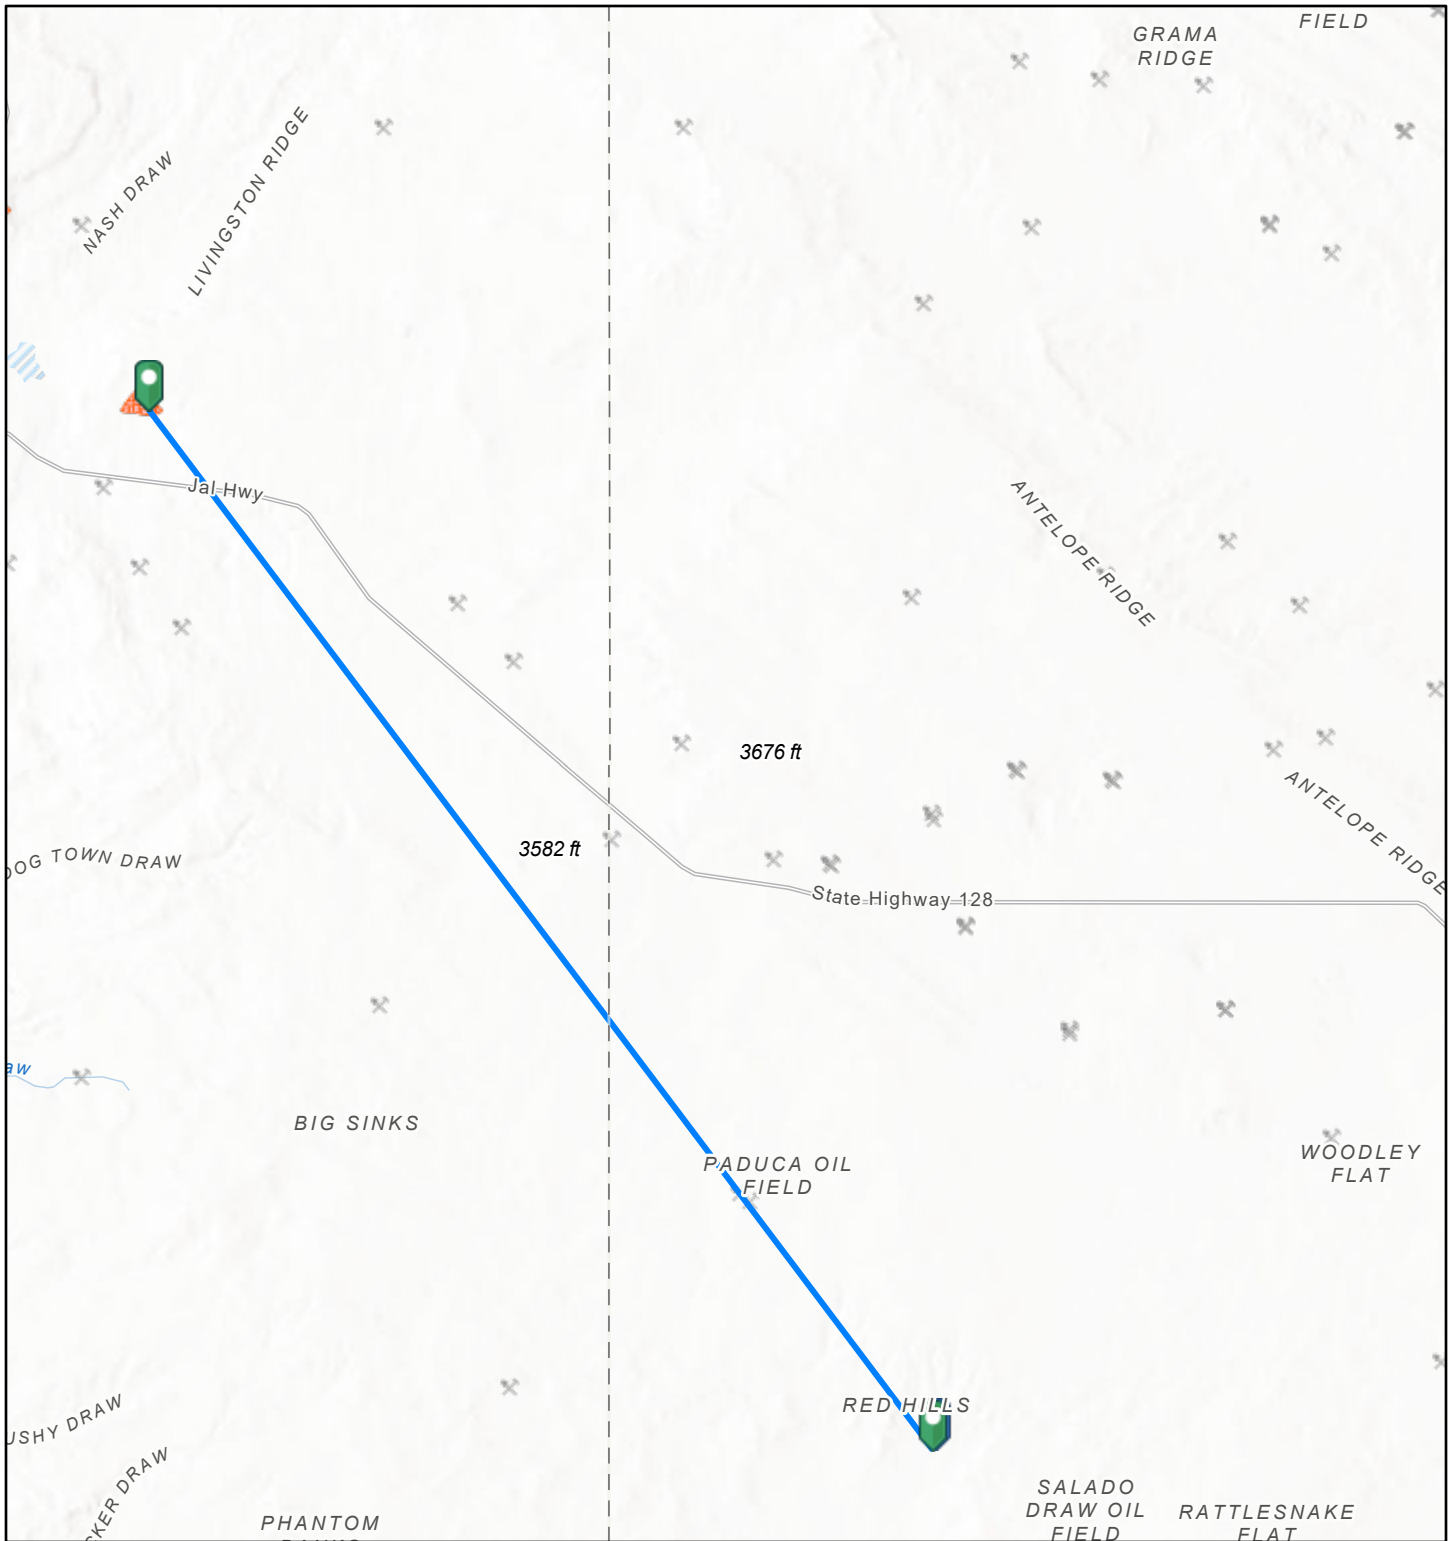 FIELD
GRAMA
RIDGE
NASH DRAW
LIVINGSTON RIDGE
Jal Hwy
ANTELOPE RIDGE
3676 ft
ANTELOPE RIDGE
3582 ft
DOG TOWN DRAW
State Highway 128
aw
BIG SINKS
PADUCA OIL
FIELD
WOODLEY
FLAT
RED HILLS
USHY DRAW
CKER DRAW
SALADO
DRAW OIL
FIELD
RATTLESNAKE
FLAT
PHANTOM